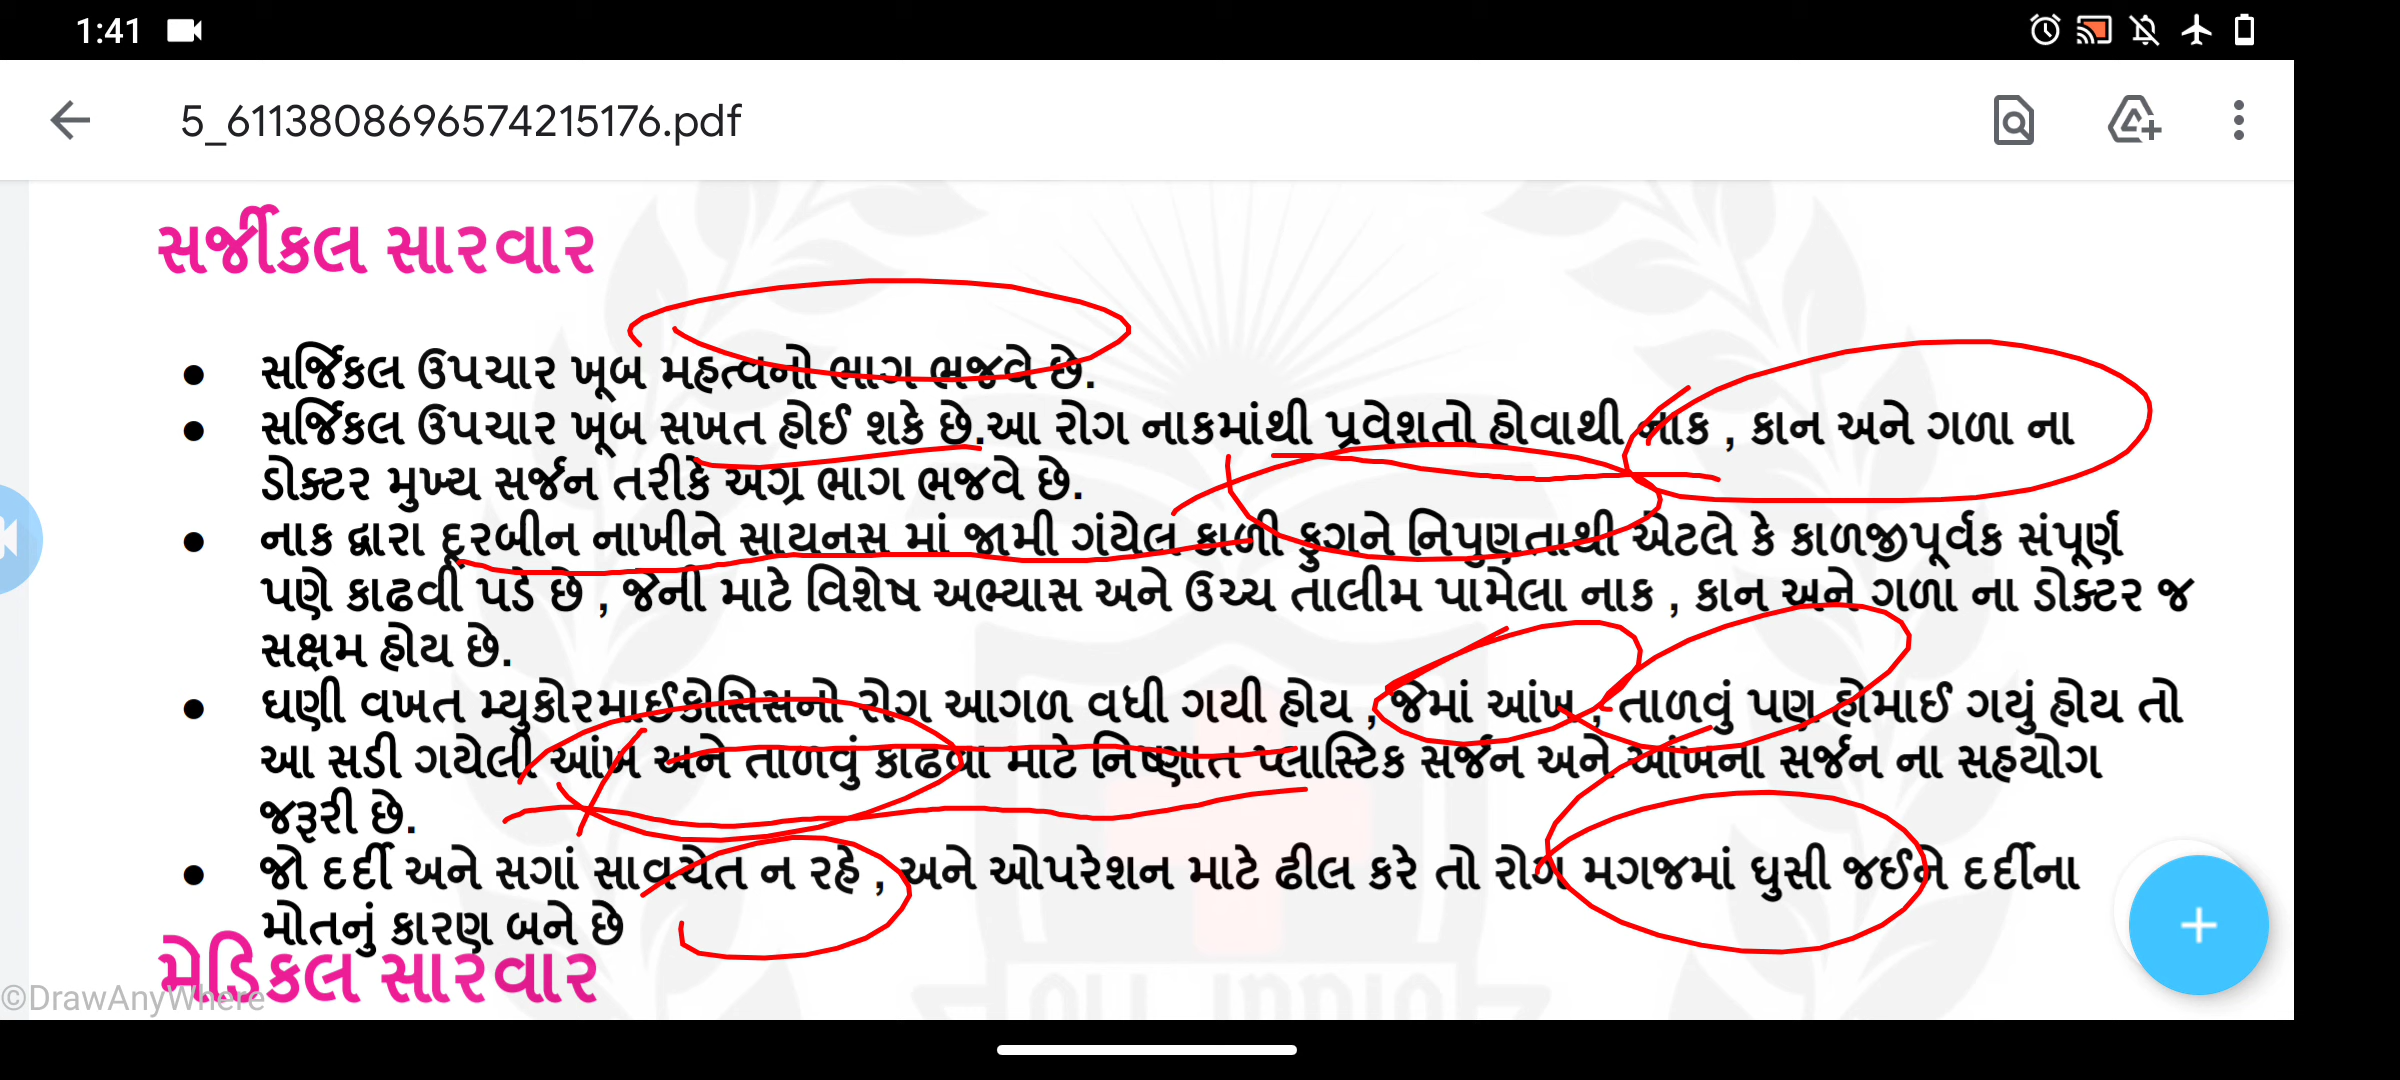 1:41
5_6113808696574215176.pdf
સર્જીકલ સારવાર
● સર્જિકલ ઉપચાર ખૂબ મહત્વનો ભાગ ભજવે છે.
● સર્જિકલ ઉપચાર ખૂબ સખત હોઈ શકે છે.આ રોગ નાકમાંથી પ્રવેશતો હોવાથી નાક , કાન અને ગળા ના
ડોક્ટર મુખ્ય સર્જન તરીકે અગ્ર ભાગ ભજવે છે.
● નાક દ્વારા દૂરબીન નાખીને સાયનસ માં જામી ગંયેલ કાળી ફુગને નિપુણતાથી એટલે કે કાળજીપૂર્વક સંપૂર્ણ
પણે કાઢવી પડે છે , જેની માટે વિશેષ અભ્યાસ અને ઉચ્ચ તાલીમ પામેલા નાક , કાન અને ગળા ના ડોક્ટર જ
સક્ષમ હોય છે.
● ઘણી વખત મ્યુકોરમાઈકોસિસનો રોગ આગળ વધી ગયી હોય , જેમાં આંખ , તાળવું પણ હોમાઈ ગયું હોય તો
આ સડી ગયેલી આંખ અને તાળવું કાઢવા માટે નિષ્ણાત પ્લાસ્ટિક સર્જન અને આંખના સર્જન ના સહયોગ
જરૂરી છે.
● જો દર્દી અને સગાં સાવચેત ન રહે , અને ઓપરેશન માટે ઢીલ કરે તો રોગ મગજમાં ઘુસી જઈને દર્દીના
મોતનું કારણ બને છે
મેડિકલ સારવાર
©DrawAnyWhere
ALL INDIA